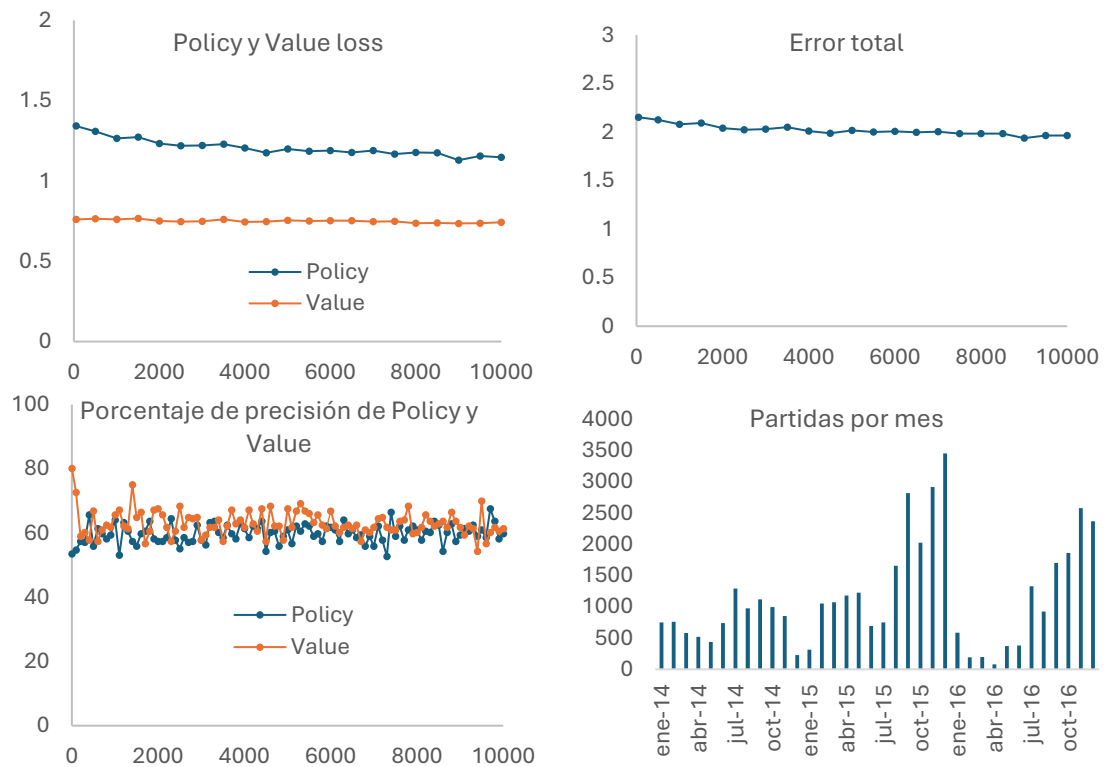 Policy y Value loss
2
1.5
1
0.5
0
Policy
Value
0 2000 4000 6000 8000 10000
Error total
3
2.5
2
1.5
1
0.5
0
0 2000 4000 6000 8000 10000
Porcentaje de precisión de Policy y
Value
100
80
60
40
20
0
Policy
Value
0 2000 4000 6000 8000 10000
Partidas por mes
4000
3500
3000
2500
2000
1500
1000
500
0
ene-14
abr-14
jul-14
oct-14
ene-15
abr-15
jul-15
oct-15
ene-16
abr-16
jul-16
oct-16